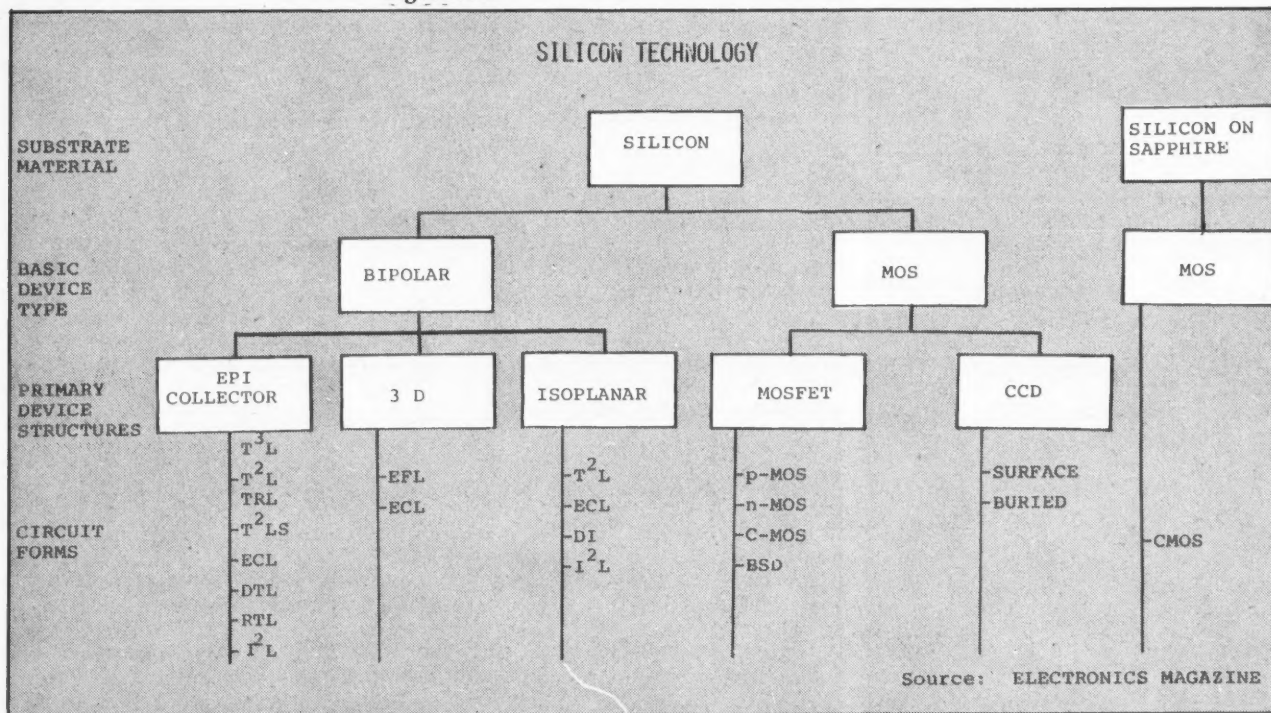 SILICON TECHNOLOGY
SUBSTRATE
MATERIAL
SILICON
SILICON ON
SAPPHIRE
BASIC
DEVICE
TYPE
BIPOLAR
MOS
MOS
PRIMARY
DEVICE
STRUCTURES
EPI
COLLECTOR
3 D
ISOPLANAR
MOSFET
CCD
CIRCUIT
FORMS
T³L
T²L
TRL
T²LS
ECL
DTL
RTL
I²L
EFL
ECL
T²L
ECL
DI
I²L
p-MOS
n-MOS
C-MOS
BSD
SURFACE
BURIED
CMOS
Source: ELECTRONICS MAGAZINE